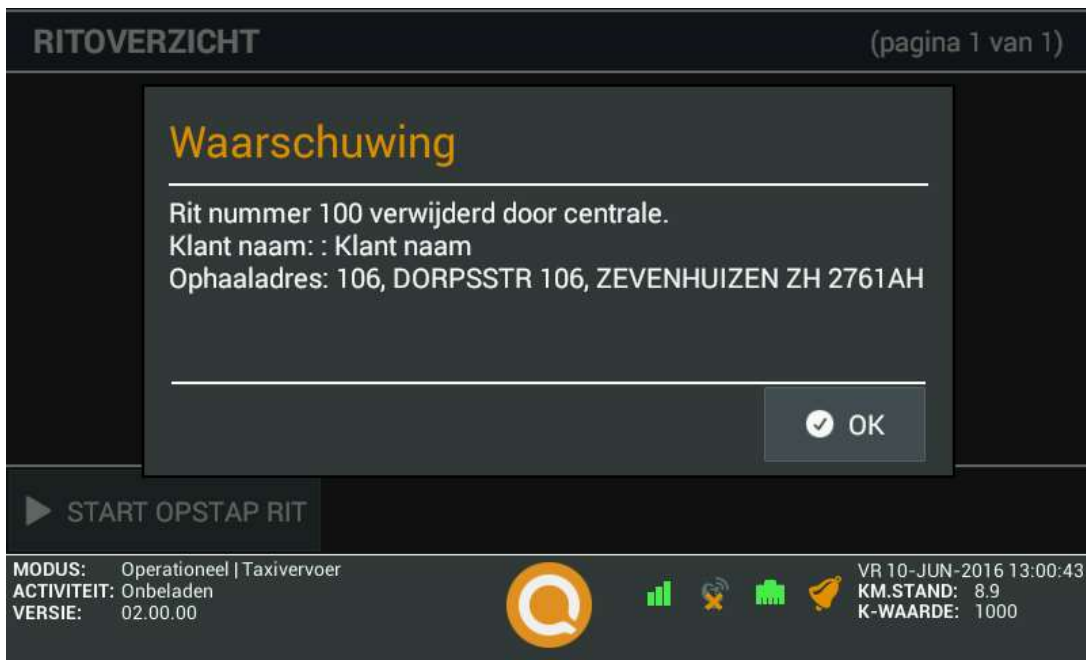 RITOVERZICHT (pagina 1 van 1)
Waarschuwing
Rit nummer 100 verwijderd door centrale.
Klant naam: : Klant naam
Ophaaladres: 106, DORPSSTR 106, ZEVENHUIZEN ZH 2761AH
OK
START OPSTAP RIT
MODUS: Operationeel | Taxivervoer
ACTIVITEIT: Onbeladen
VERSIE: 02.00.00
VR 10-JUN-2016 13:00:43
KM.STAND: 8.9
K-WAARDE: 1000